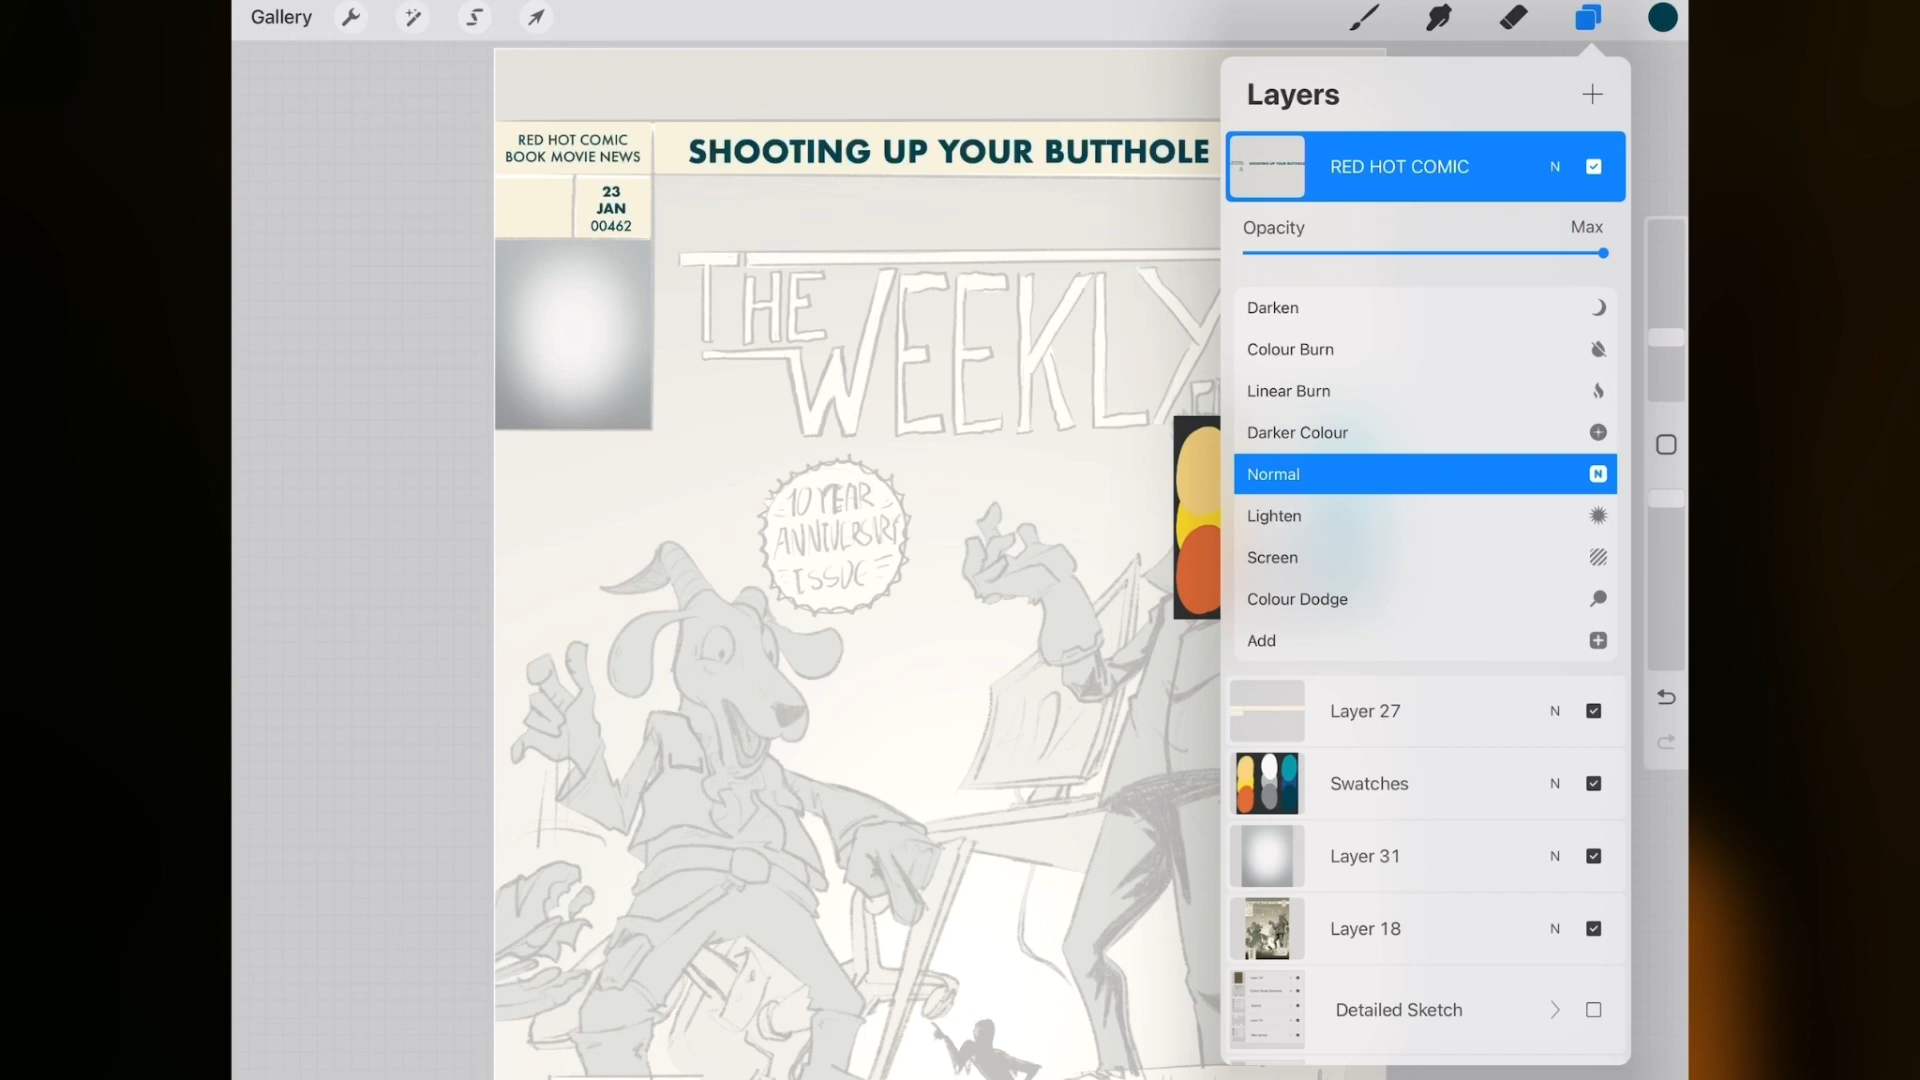 Gallery
RED HOT COMIC
BOOK MOVIE NEWS
SHOOTING UP YOUR BUTTHOLE
23
JAN
00462
THE
WEEKLY
10 YEAR
ANNIVERSARY
ISSUE
Layers
RED HOT COMIC N
Opacity Max
Darken
Colour Burn
Linear Burn
Darker Colour
Normal N
Lighten
Screen
Colour Dodge
Add
Layer 27 N
Swatches N
Layer 31 N
Layer 18 N
Detailed Sketch